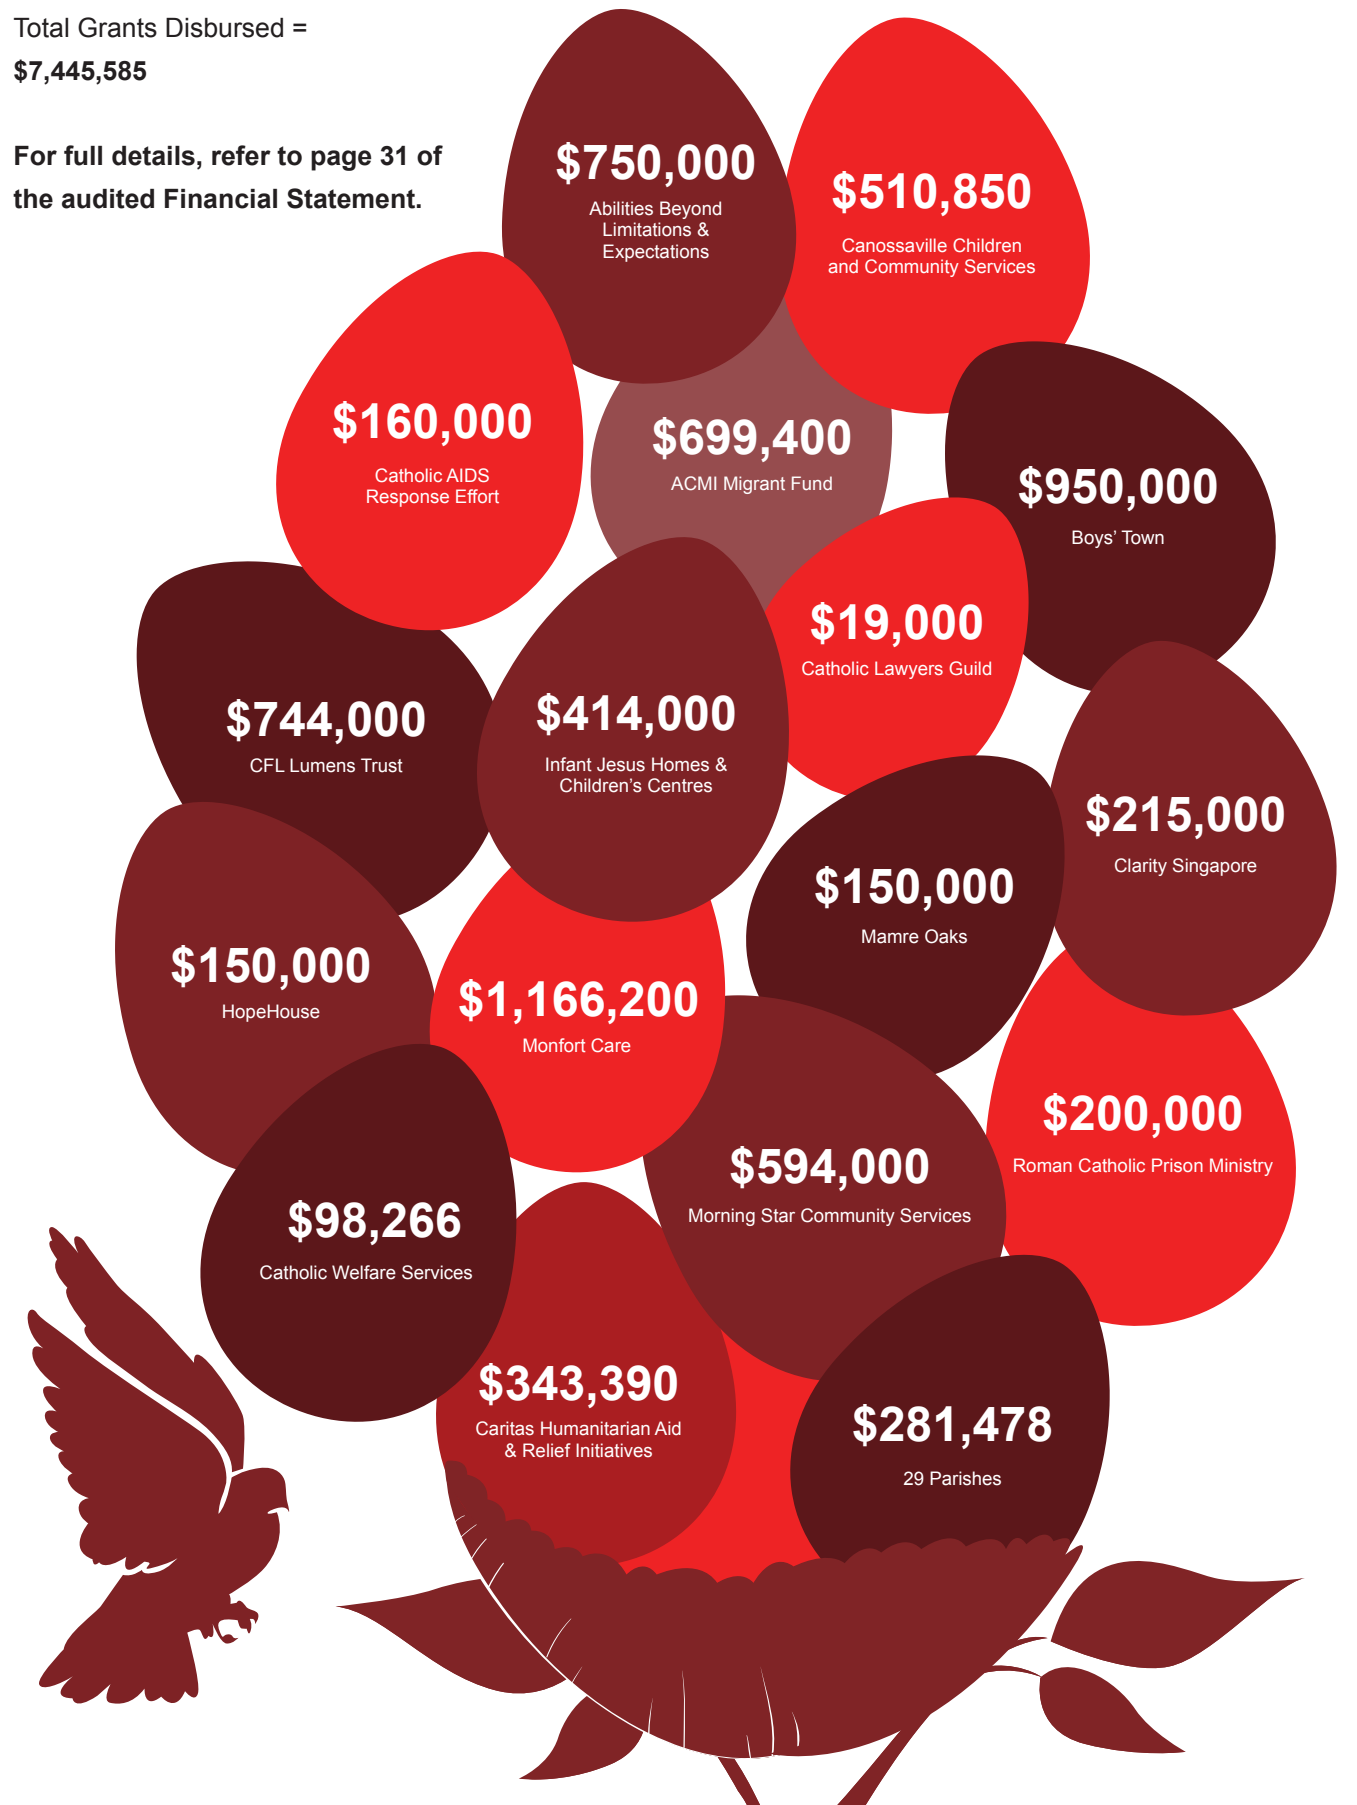 Total Grants Disbursed =
$7,445,585
For full details, refer to page 31 of
the audited Financial Statement.
$750,000
Abilities Beyond
Limitations &
Expectations
$510,850
Canossaville Children
and Community Services
$160,000
Catholic AIDS
Response Effort
$699,400
ACMI Migrant Fund
$950,000
Boys’ Town
$19,000
Catholic Lawyers Guild
$744,000
CFL Lumens Trust
$414,000
Infant Jesus Homes &
Children’s Centres
$215,000
Clarity Singapore
$150,000
Mamre Oaks
$150,000
HopeHouse
$1,166,200
Monfort Care
$200,000
Roman Catholic Prison Ministry
$594,000
Morning Star Community Services
$98,266
Catholic Welfare Services
$343,390
Caritas Humanitarian Aid
& Relief Initiatives
$281,478
29 Parishes